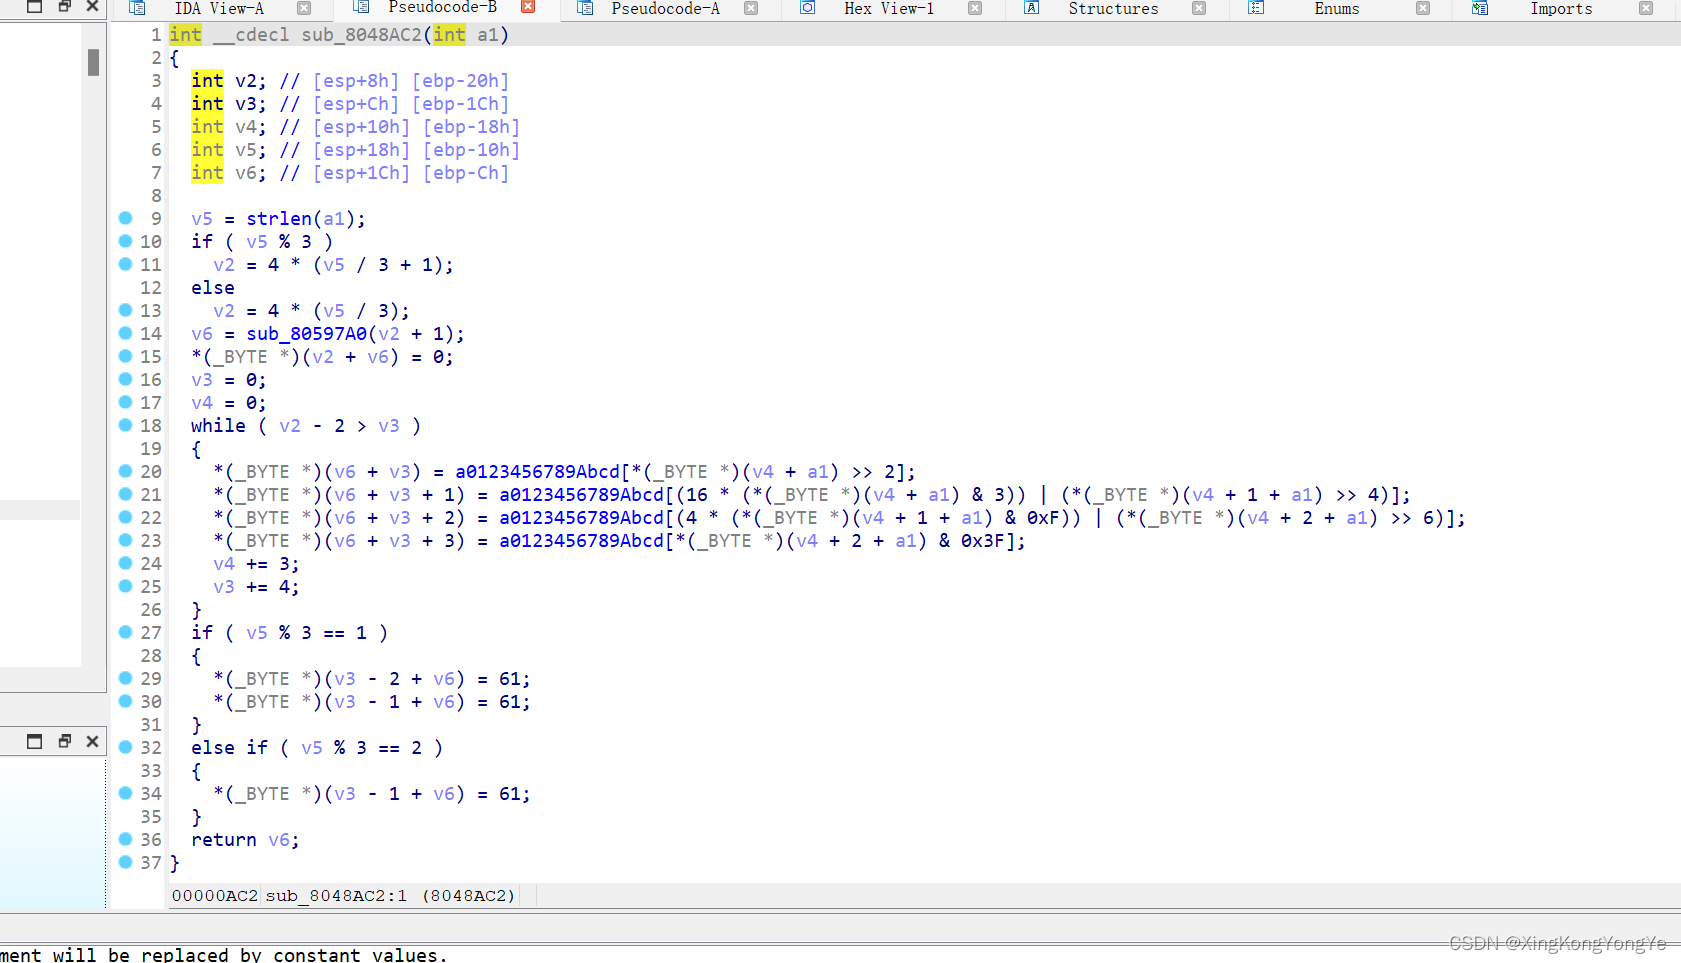 IDA View-A Pseudocode-B Pseudocode-A Hex View-1 Structures Enums Imports
1 int __cdecl sub_8048AC2(int a1)
2 {
3 int v2; // [esp+8h] [ebp-20h]
4 int v3; // [esp+Ch] [ebp-1Ch]
5 int v4; // [esp+10h] [ebp-18h]
6 int v5; // [esp+18h] [ebp-10h]
7 int v6; // [esp+1Ch] [ebp-Ch]
8
9 v5 = strlen(a1);
10 if ( v5 % 3 )
11 v2 = 4 * (v5 / 3 + 1);
12 else
13 v2 = 4 * (v5 / 3);
14 v6 = sub_80597A0(v2 + 1);
15 *(_BYTE *)(v2 + v6) = 0;
16 v3 = 0;
17 v4 = 0;
18 while ( v2 - 2 > v3 )
19 {
20 *(_BYTE *)(v6 + v3) = a0123456789Abcd[*(_BYTE *)(v4 + a1) >> 2];
21 *(_BYTE *)(v6 + v3 + 1) = a0123456789Abcd[(16 * (*(_BYTE *)(v4 + a1) & 3)) | (*(_BYTE *)(v4 + 1 + a1) >> 4)];
22 *(_BYTE *)(v6 + v3 + 2) = a0123456789Abcd[(4 * (*(_BYTE *)(v4 + 1 + a1) & 0xF)) | (*(_BYTE *)(v4 + 2 + a1) >> 6)];
23 *(_BYTE *)(v6 + v3 + 3) = a0123456789Abcd[*(_BYTE *)(v4 + 2 + a1) & 0x3F];
24 v4 += 3;
25 v3 += 4;
26 }
27 if ( v5 % 3 == 1 )
28 {
29 *(_BYTE *)(v3 - 2 + v6) = 61;
30 *(_BYTE *)(v3 - 1 + v6) = 61;
31 }
32 else if ( v5 % 3 == 2 )
33 {
34 *(_BYTE *)(v3 - 1 + v6) = 61;
35 }
36 return v6;
37 }
00000AC2 sub_8048AC2:1 (8048AC2)
CSDN @XingKongYongYe
ment will be replaced by constant values.